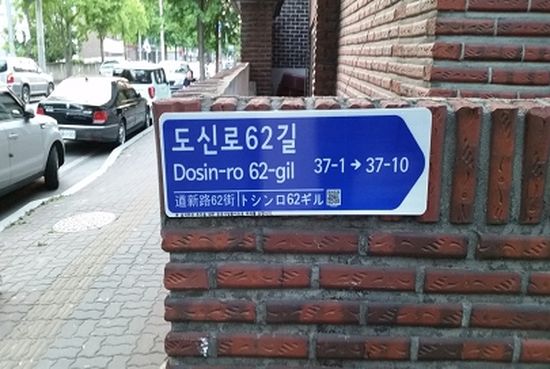 도신로62길
Dosin-ro 62-gil 37-1 → 37-10
道新路62街 トシンロ62ギル